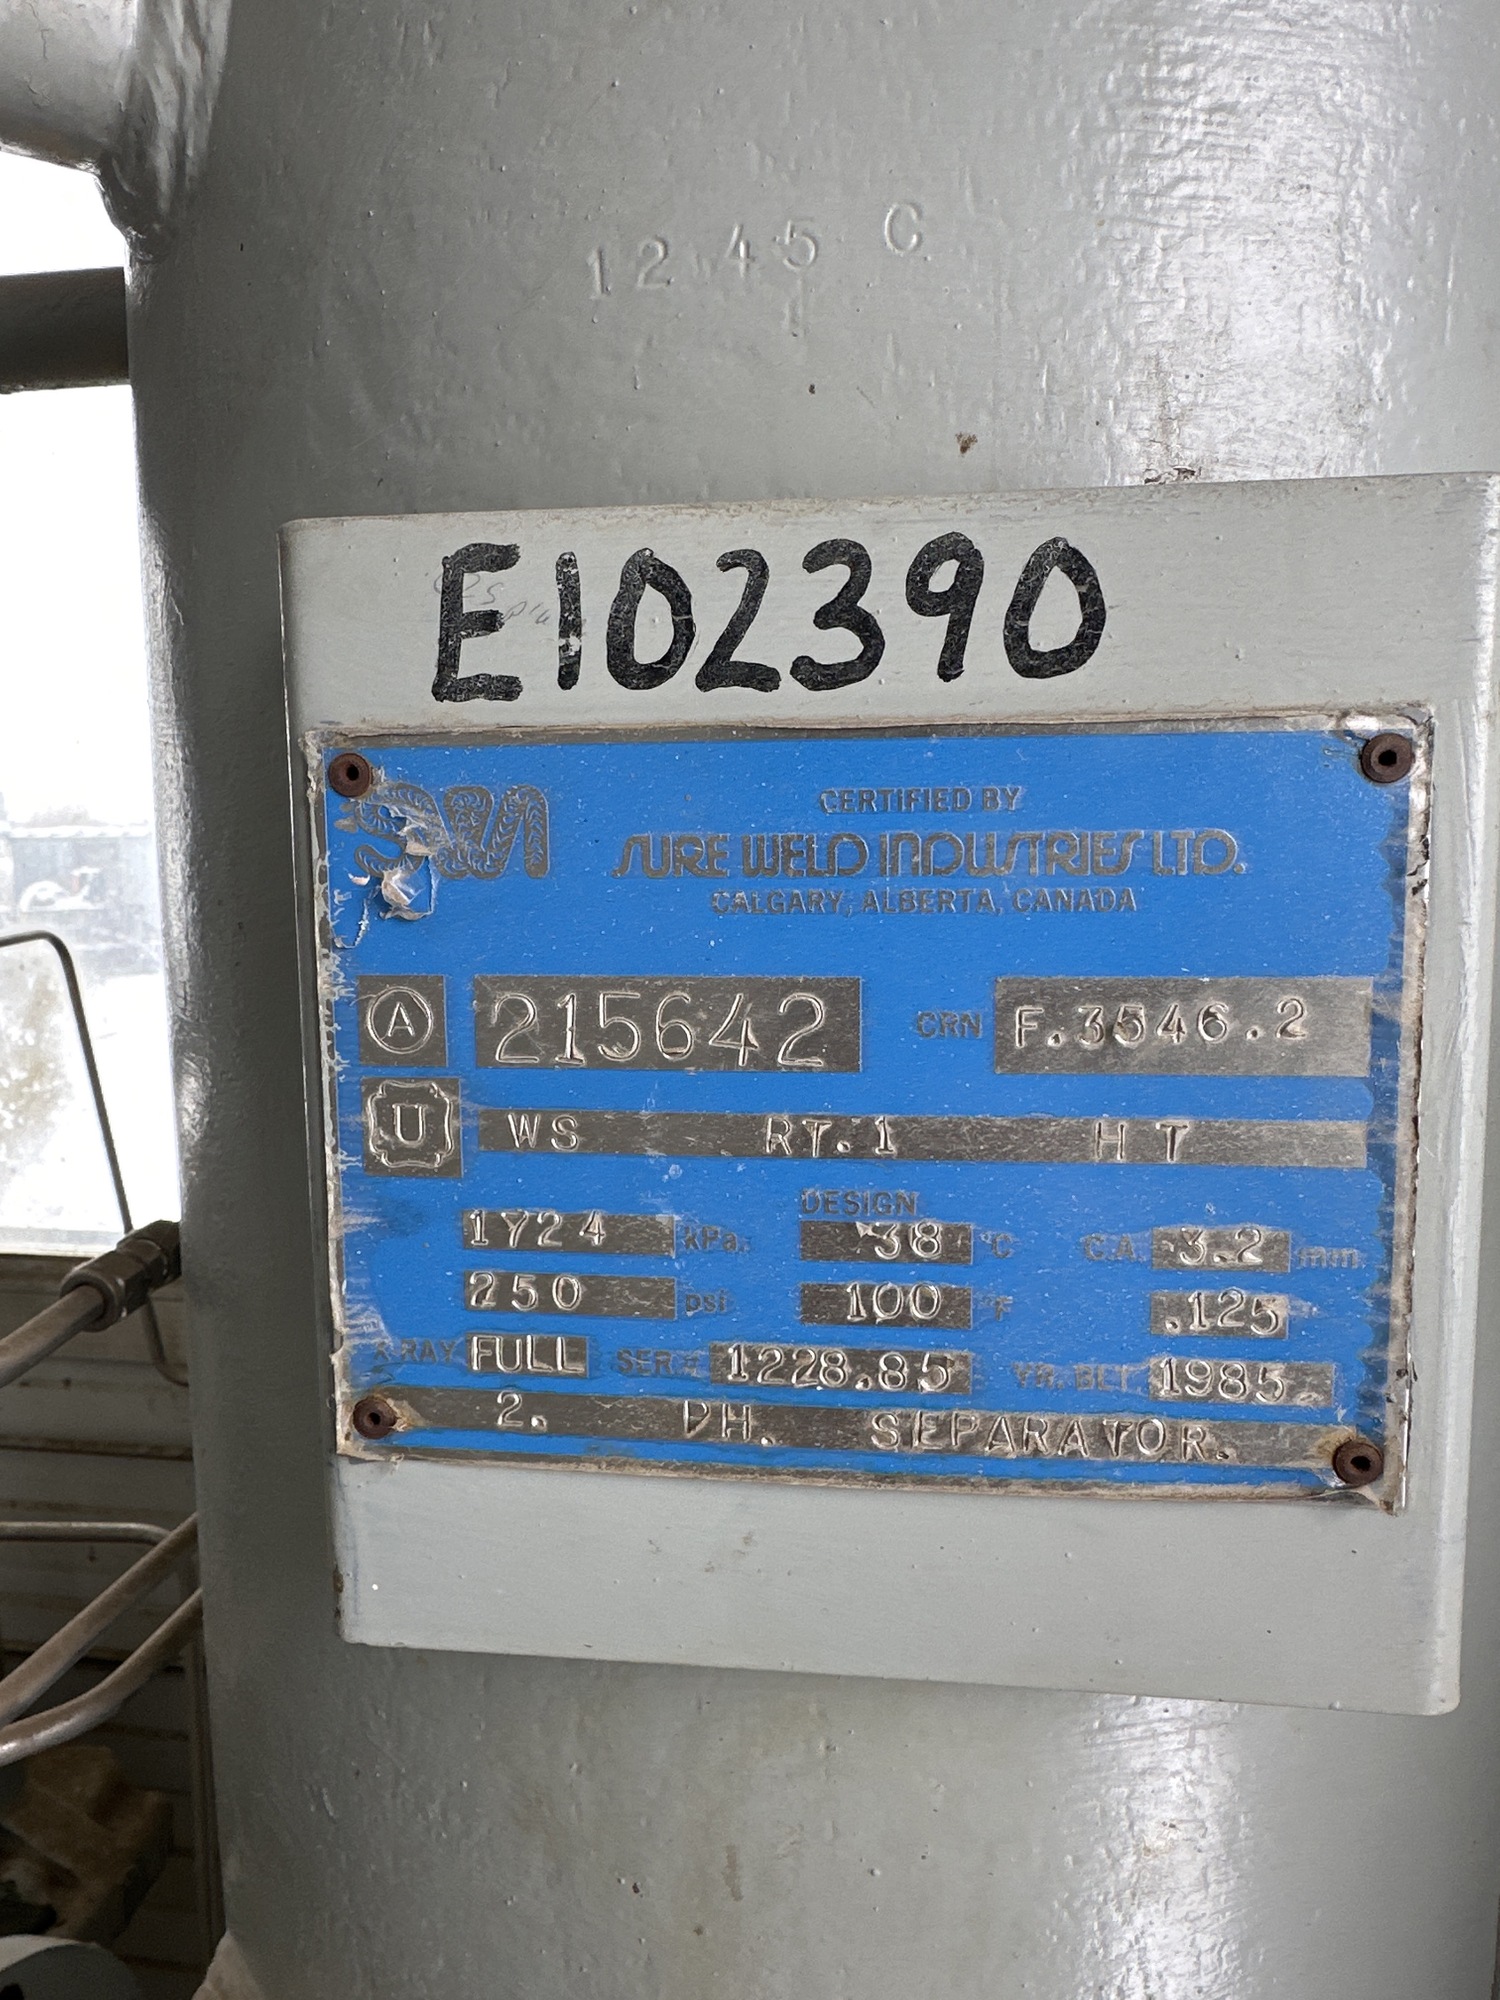 12 45 C
E102390
SWI
CERTIFIED BY
SURE WELD INDUSTRIES LTD.
CALGARY, ALBERTA, CANADA
A 215642 CRN F.3546.2
U WS RT.1 HT
DESIGN
1724 kPa. 38 °C C.A. 3.2 mm
250 psi 100 °F .125
X-RAY FULL SER # 1228.85 YR. BLT. 1985
2. PH. SEPARATOR.